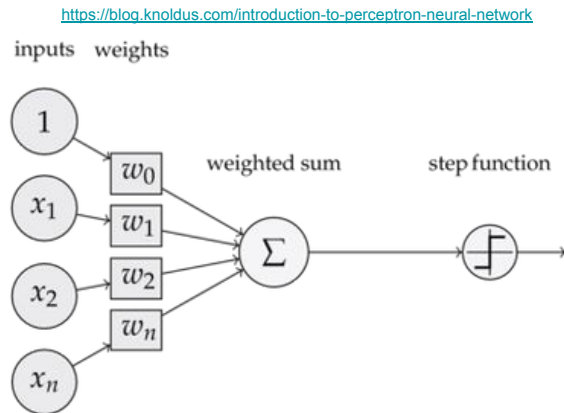 https://blog.knoldus.com/introduction-to-perceptron-neural-network
inputs weights
1
w₀
weighted sum
step function
x₁
w₁
Σ
x₂
w₂
wₙ
xₙ